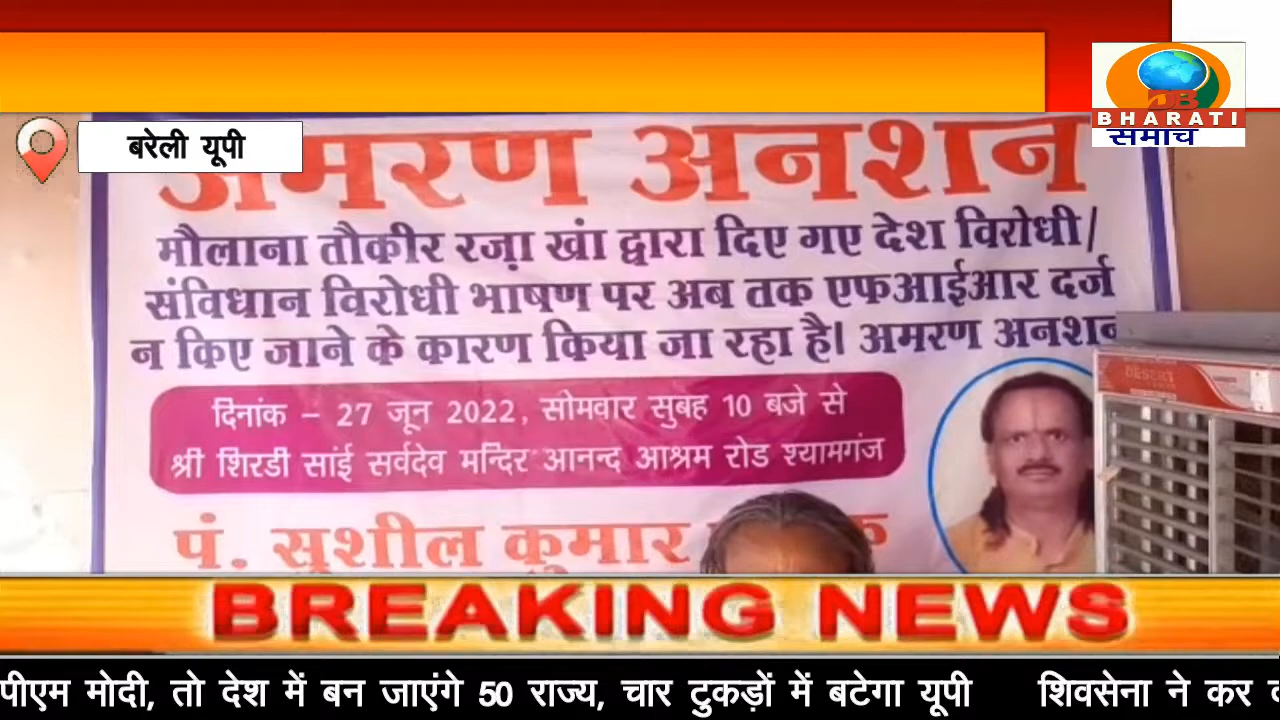 BHARATI
समाच
बरेली यूपी
अमरण अनशन
मौलाना तौकीर रज़ा खां द्वारा दिए गए देश विरोधी/
संविधान विरोधी भाषण पर अब तक एफआईआर दर्ज
न किए जाने के कारण किया जा रहा है। अमरण अनशन
DESERT
दिनांक – 27 जून 2022, सोमवार सुबह 10 बजे से
श्री शिरडी सांई सर्वदेव मन्दिर आनन्द आश्रम रोड श्यामगंज
पं. सुशील कुमार
BREAKING NEWS
पीएम मोदी, तो देश में बन जाएंगे 50 राज्य, चार टुकड़ों में बटेगा यूपी शिवसेना ने कर